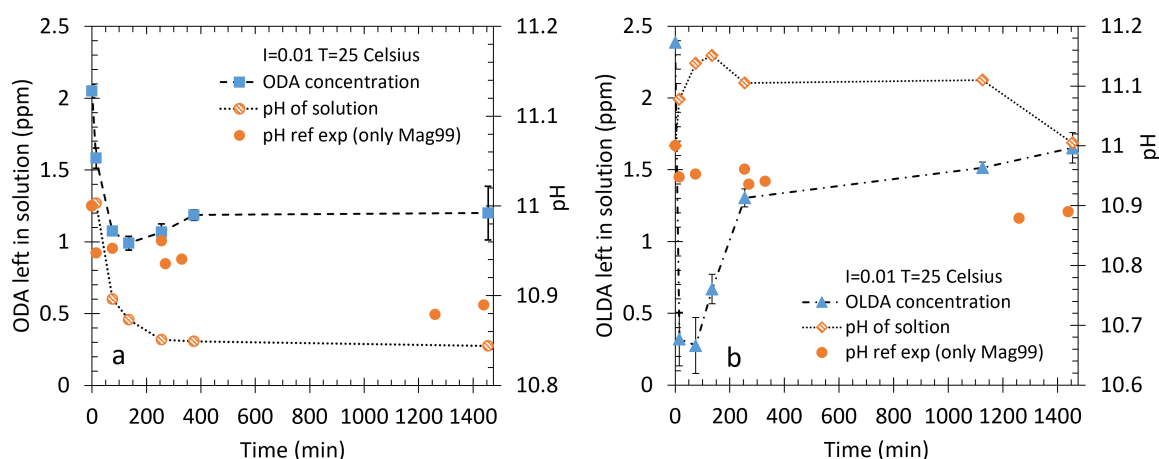 2.5
2
1.5
1
0.5
0
ODA left in solution (ppm)
I=0.01 T=25 Celsius
ODA concentration
pH of solution
pH ref exp (only Mag99)
a
11.2
11.1
11
10.9
10.8
pH
0 200 400 600 800 1000 1200 1400
Time (min)
2.5
2
1.5
1
0.5
0
OLDA left in solution (ppm)
I=0.01 T=25 Celsius
OLDA concentration
pH of soltion
pH ref exp (only Mag99)
b
11.2
11.1
11
10.9
10.8
10.7
10.6
pH
0 200 400 600 800 1000 1200 1400
Time (min)